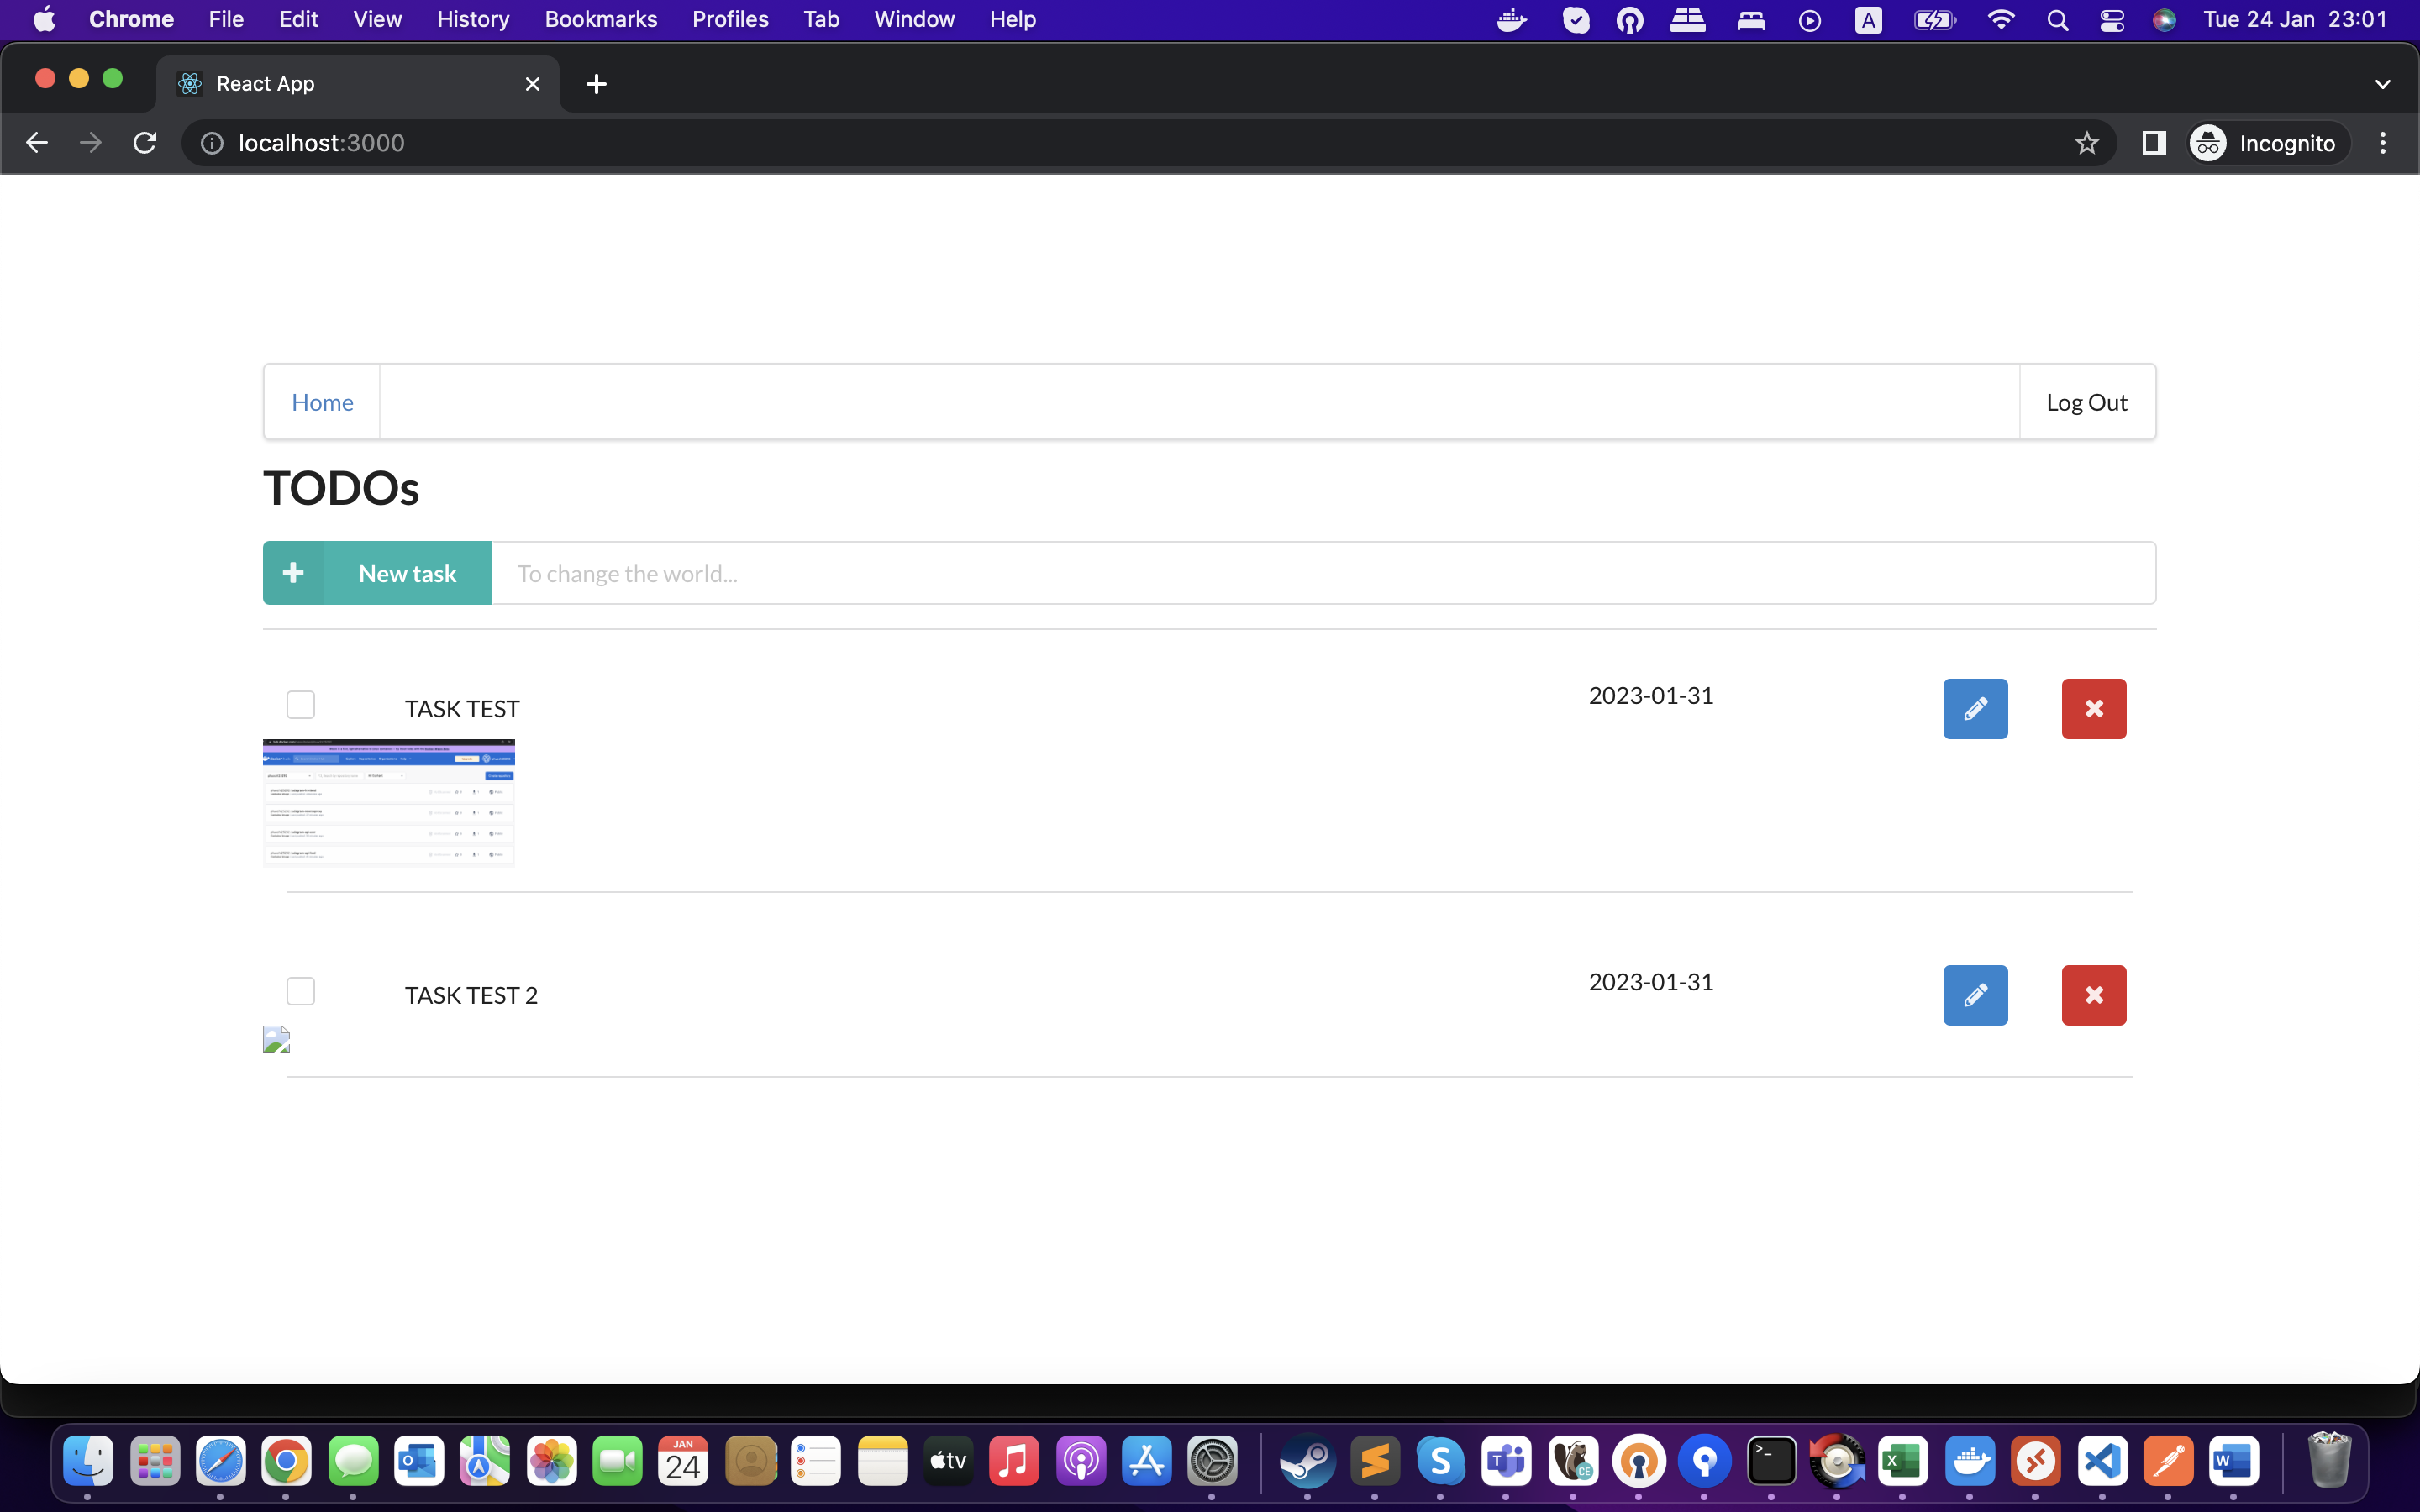 Chrome File Edit View History Bookmarks Profiles Tab Window Help A Tue 24 Jan 23:01
React App
localhost:3000 Incognito
Home Log Out
TODOs
New task To change the world...
TASK TEST 2023-01-31
TASK TEST 2 2023-01-31
JAN
24
tv
CE